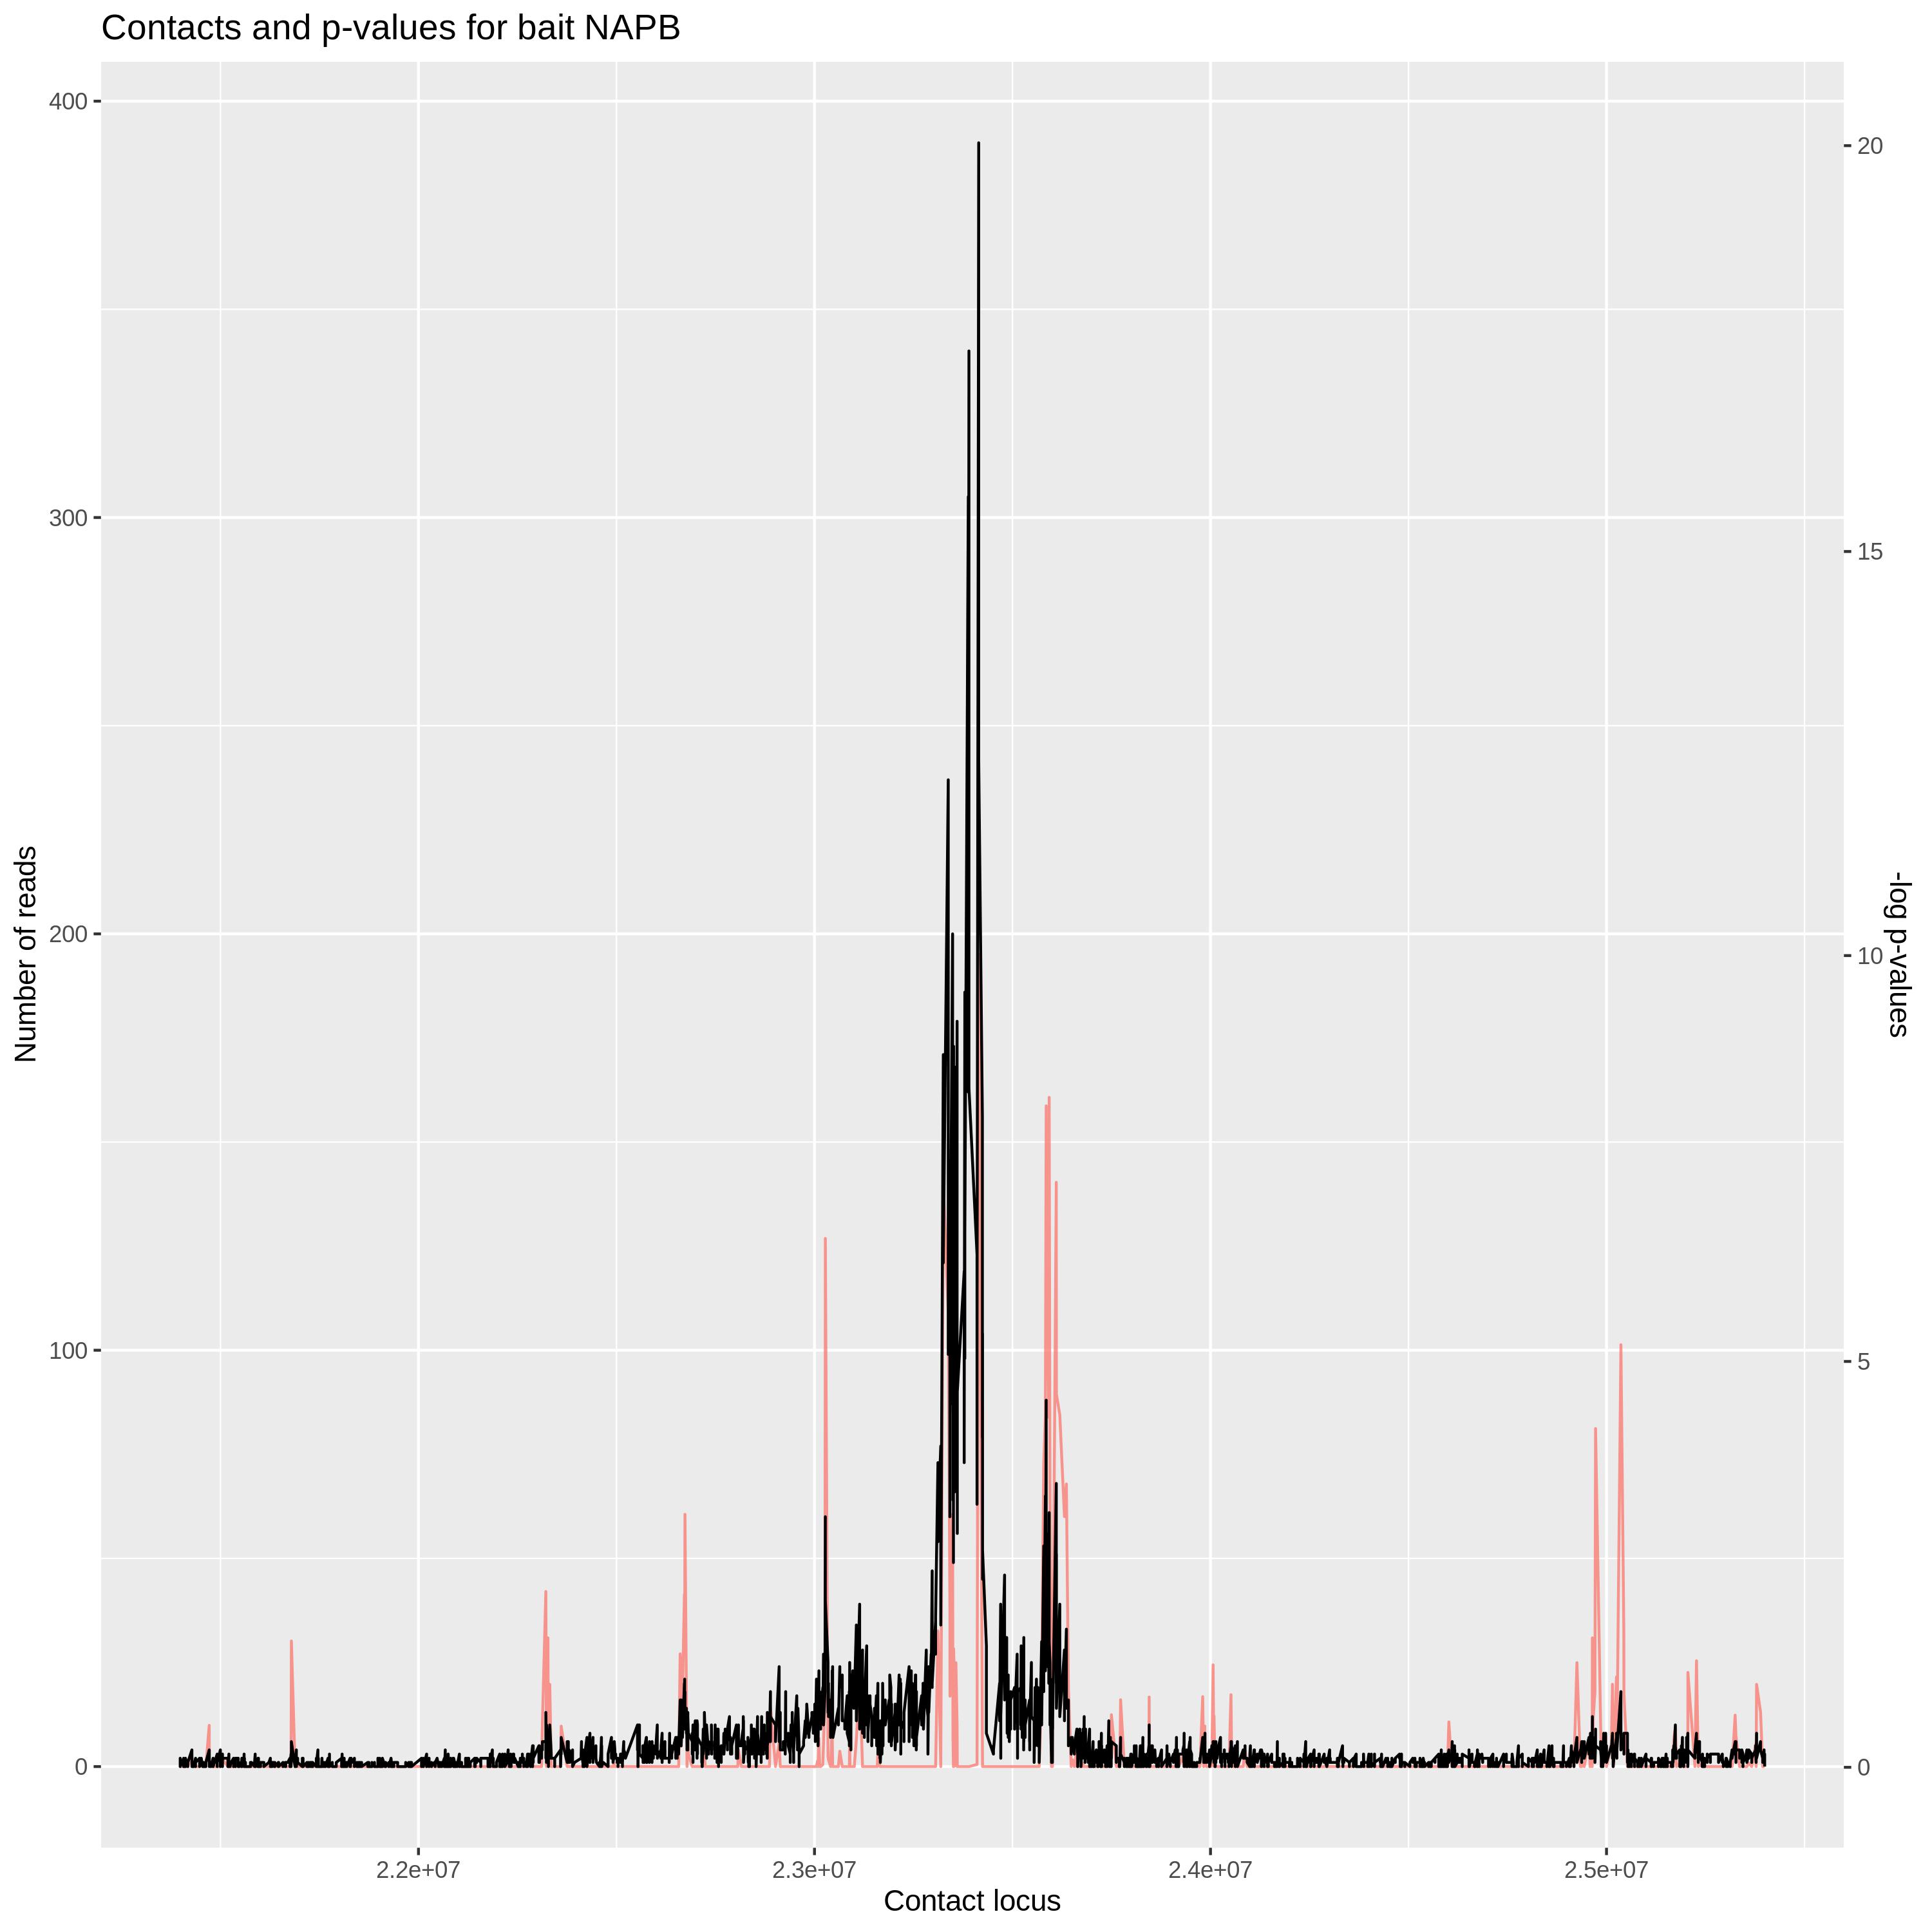 Contacts and p-values for bait NAPB
400
300
200
100
0
Number of reads
20
15
10
5
0
-log p-values
2.2e+07
2.3e+07
2.4e+07
2.5e+07
Contact locus